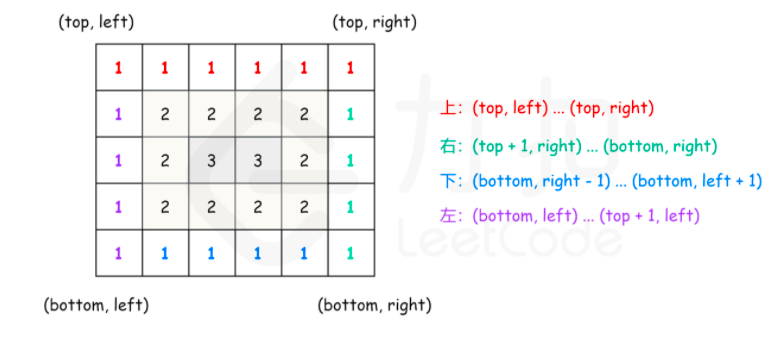 (top, left) (top, right)
1 1 1 1 1 1
1 2 2 2 2 1
1 2 3 3 2 1
1 2 2 2 2 1
1 1 1 1 1 1
(bottom, left) (bottom, right)
上: (top, left) ... (top, right)
右: (top + 1, right) ... (bottom, right)
下: (bottom, right - 1) ... (bottom, left + 1)
左: (bottom, left) ... (top + 1, left)
力扣
LeetCode